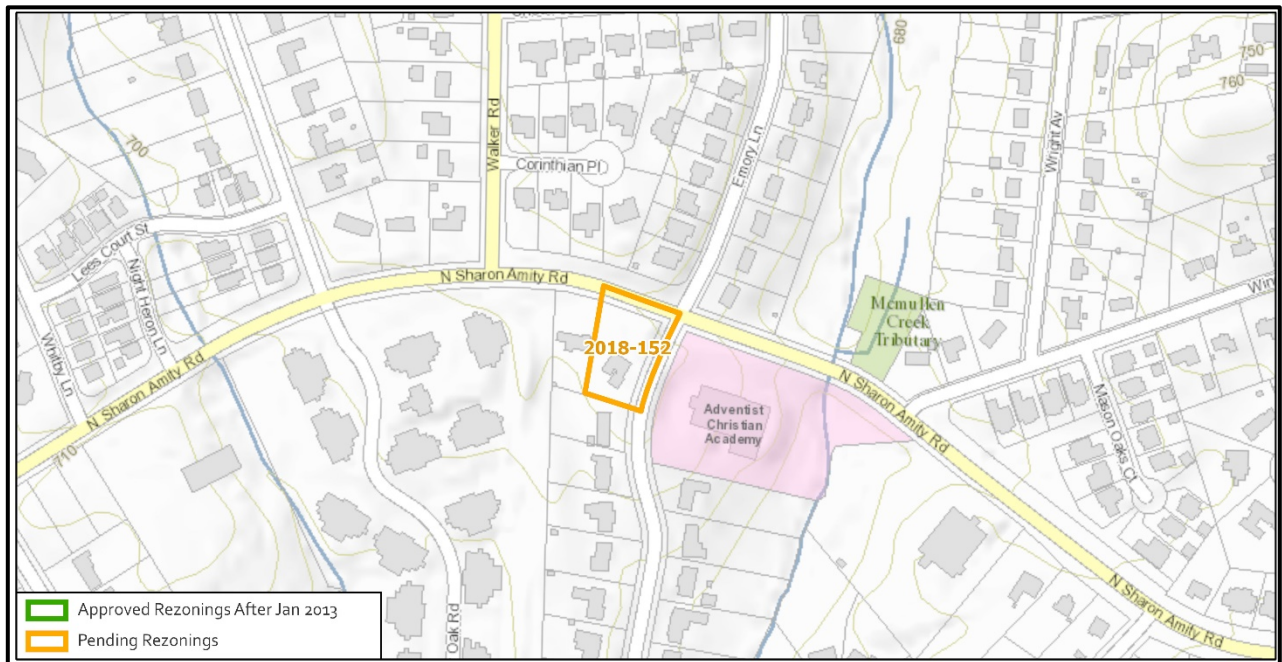 680
750
760
700
Walker Rd
Corinthian Pl
Emory Ln
Wright Av
Lees Court St
Night Heron Ln
Whitby Ln
N Sharon Amity Rd
N Sharon Amity Rd
710
2018-152
Mcmullen
Creek
Tributary
N Sharon Amity Rd
Adventist
Christian
Academy
Mason Oaks Ct
N Sharon Amity Rd
Oak Rd
Approved Rezonings After Jan 2013
Pending Rezonings